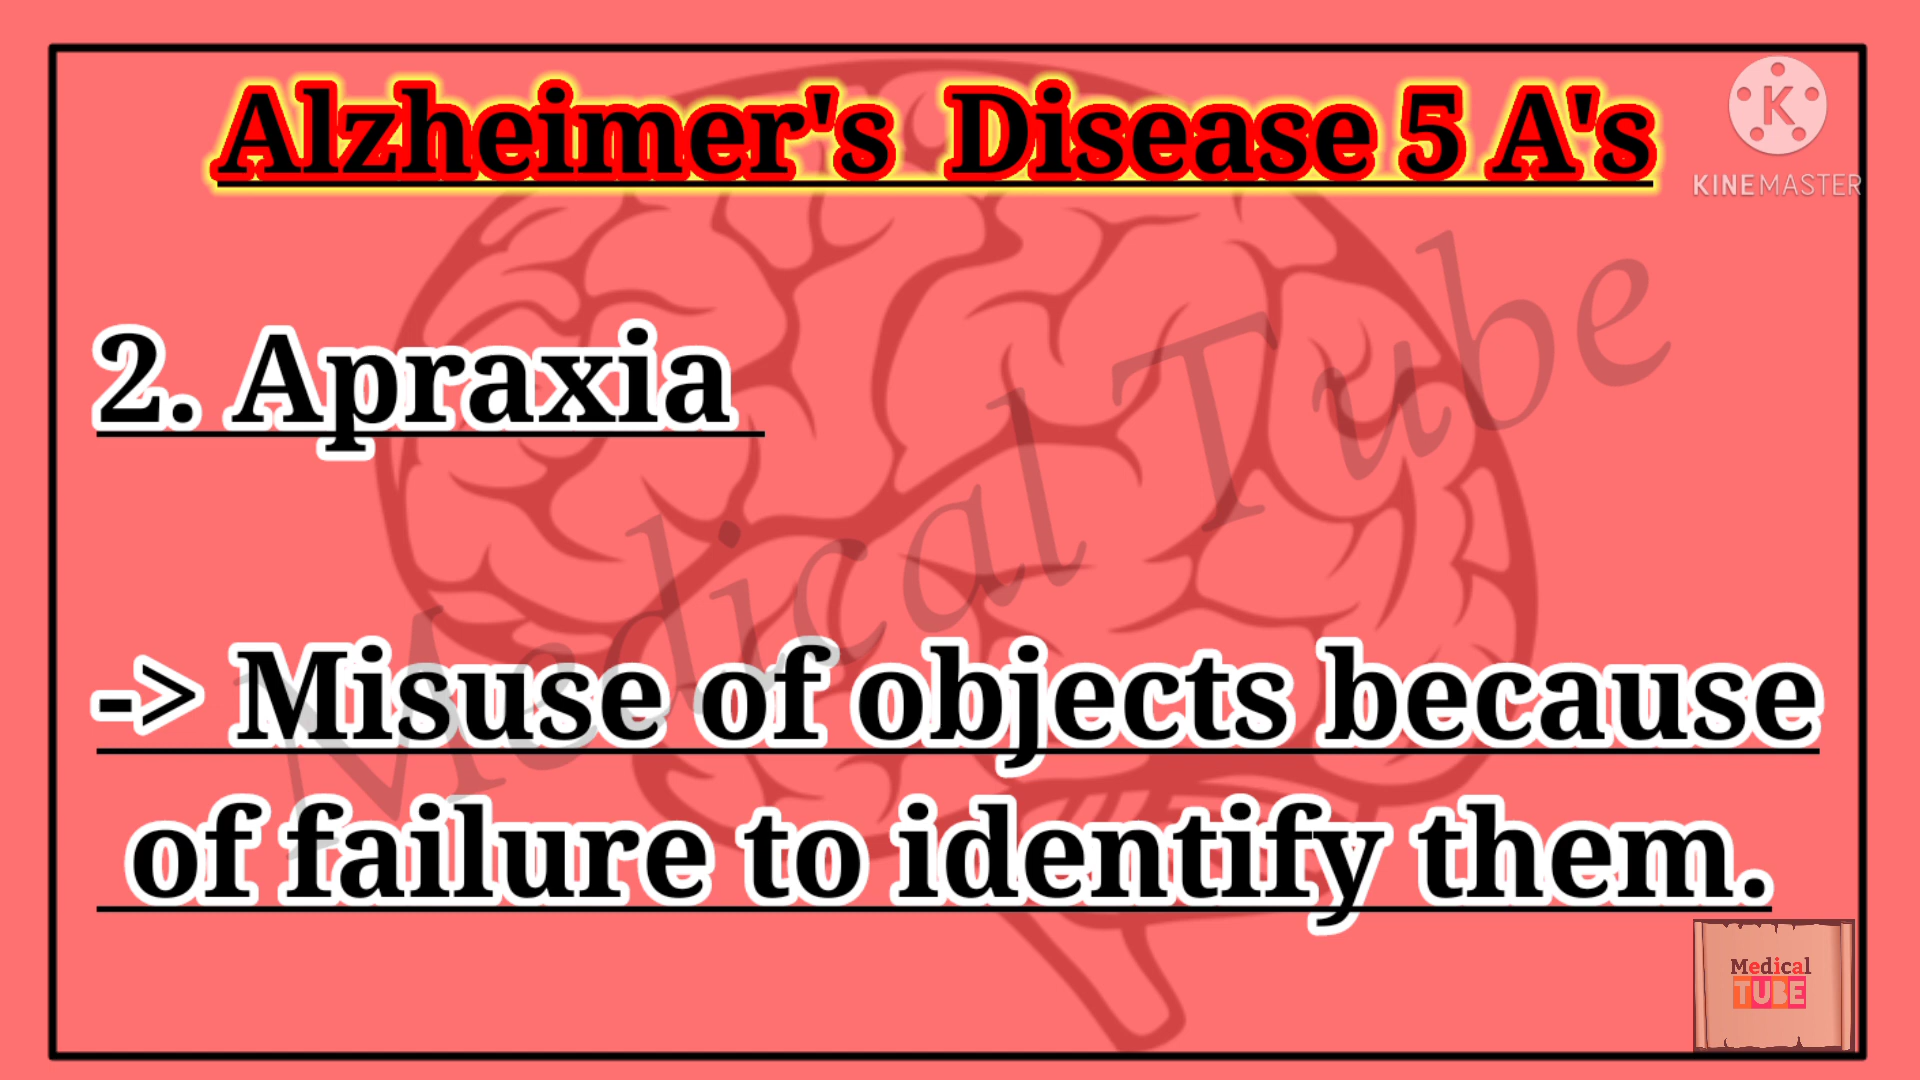 Alzheimer's Disease 5 A's
K
KINEMASTER
2. Apraxia
Medical Tube
-> Misuse of objects because
of failure to identify them.
Medical
TUBE